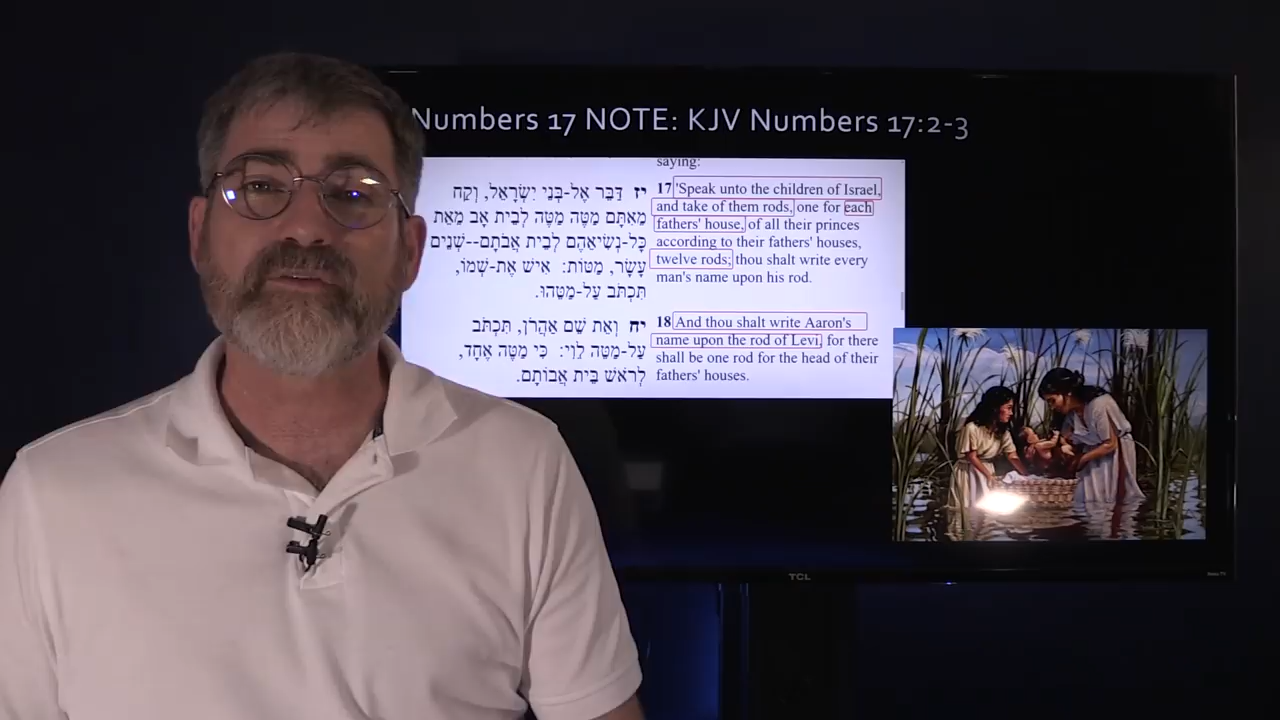 Numbers 17 NOTE: KJV Numbers 17:2-3
saying:
יז דַּבֵּר אֶל-בְּנֵי יִשְׂרָאֵל, וְקַח
מֵאִתָּם מַטֶּה מַטֶּה לְבֵית אָב מֵאֵת
כָּל-נְשִׂיאֵהֶם לְבֵית אֲבֹתָם--שְׁנֵים
עָשָׂר, מַטּוֹת: אִישׁ אֶת-שְׁמוֹ,
תִּכְתֹּב עַל-מַטֵּהוּ.
17 'Speak unto the children of Israel,
and take of them rods, one for each
fathers' house, of all their princes
according to their fathers' houses,
twelve rods; thou shalt write every
man's name upon his rod.
יח וְאֵת שֵׁם אַהֲרֹן, תִּכְתֹּב
עַל-מַטֵּה לֵוִי: כִּי מַטֶּה אֶחָד,
לְרֹאשׁ בֵּית אֲבוֹתָם.
18 And thou shalt write Aaron's
name upon the rod of Levi, for there
shall be one rod for the head of their
fathers' houses.
TCL
Roku TV